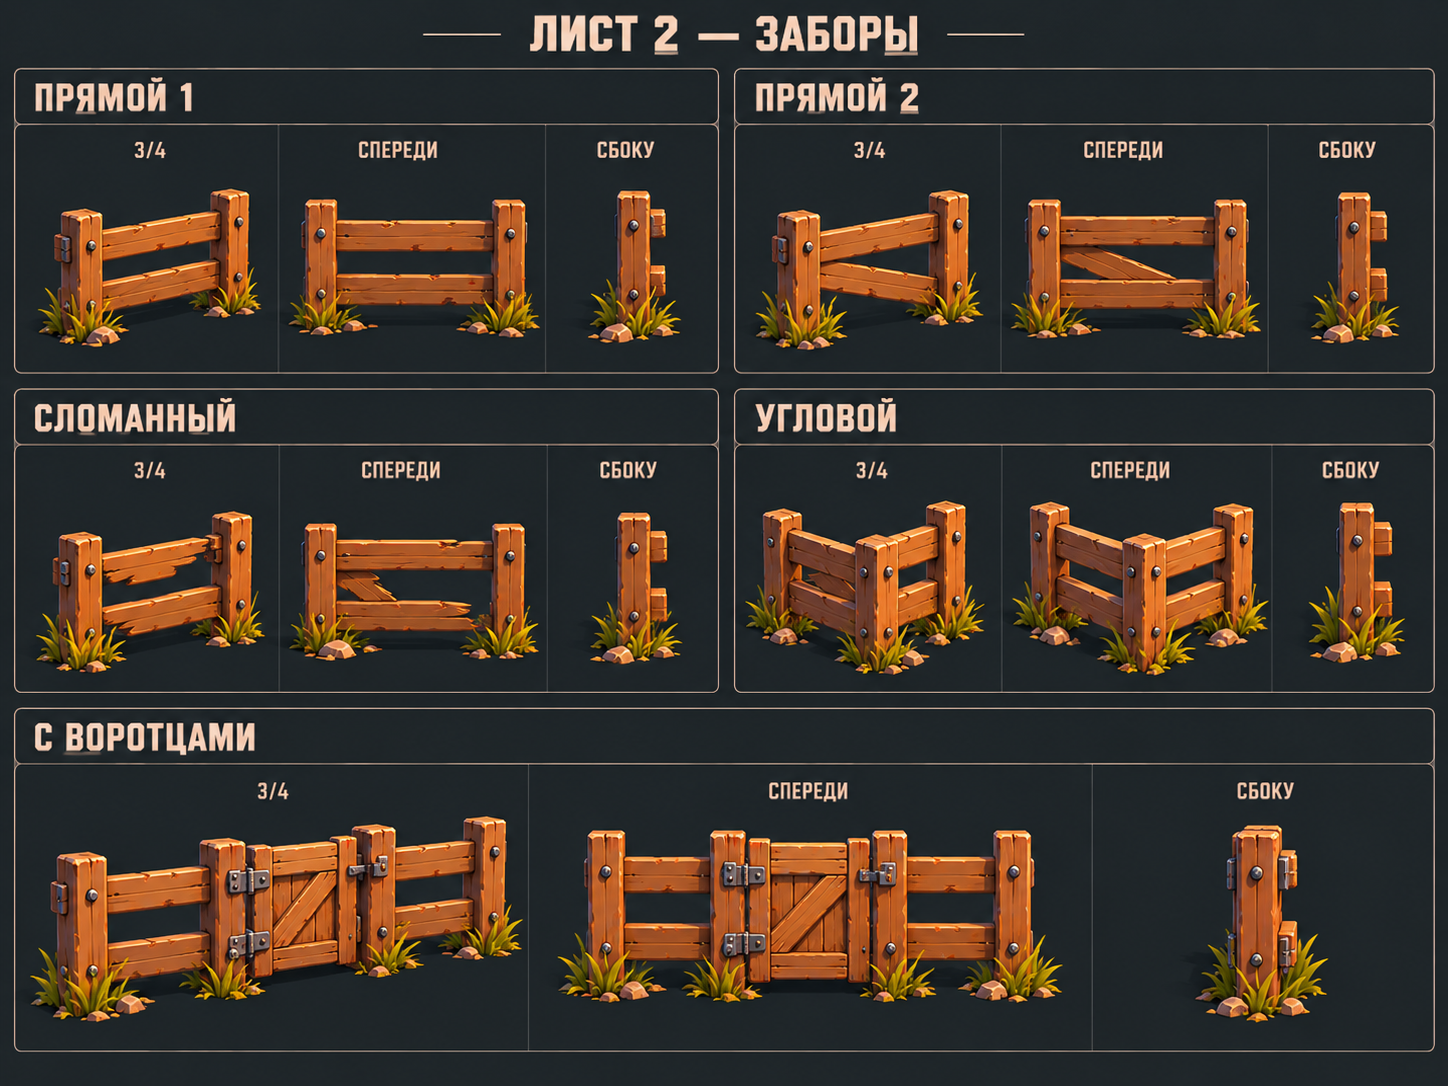 ЛИСТ 2 — ЗАБОРЫ
ПРЯМОЙ 1
3/4 СПЕРЕДИ СБОКУ
ПРЯМОЙ 2
3/4 СПЕРЕДИ СБОКУ
СЛОМАННЫЙ
3/4 СПЕРЕДИ СБОКУ
УГЛОВОЙ
3/4 СПЕРЕДИ СБОКУ
С ВОРОТЦАМИ
3/4 СПЕРЕДИ СБОКУ